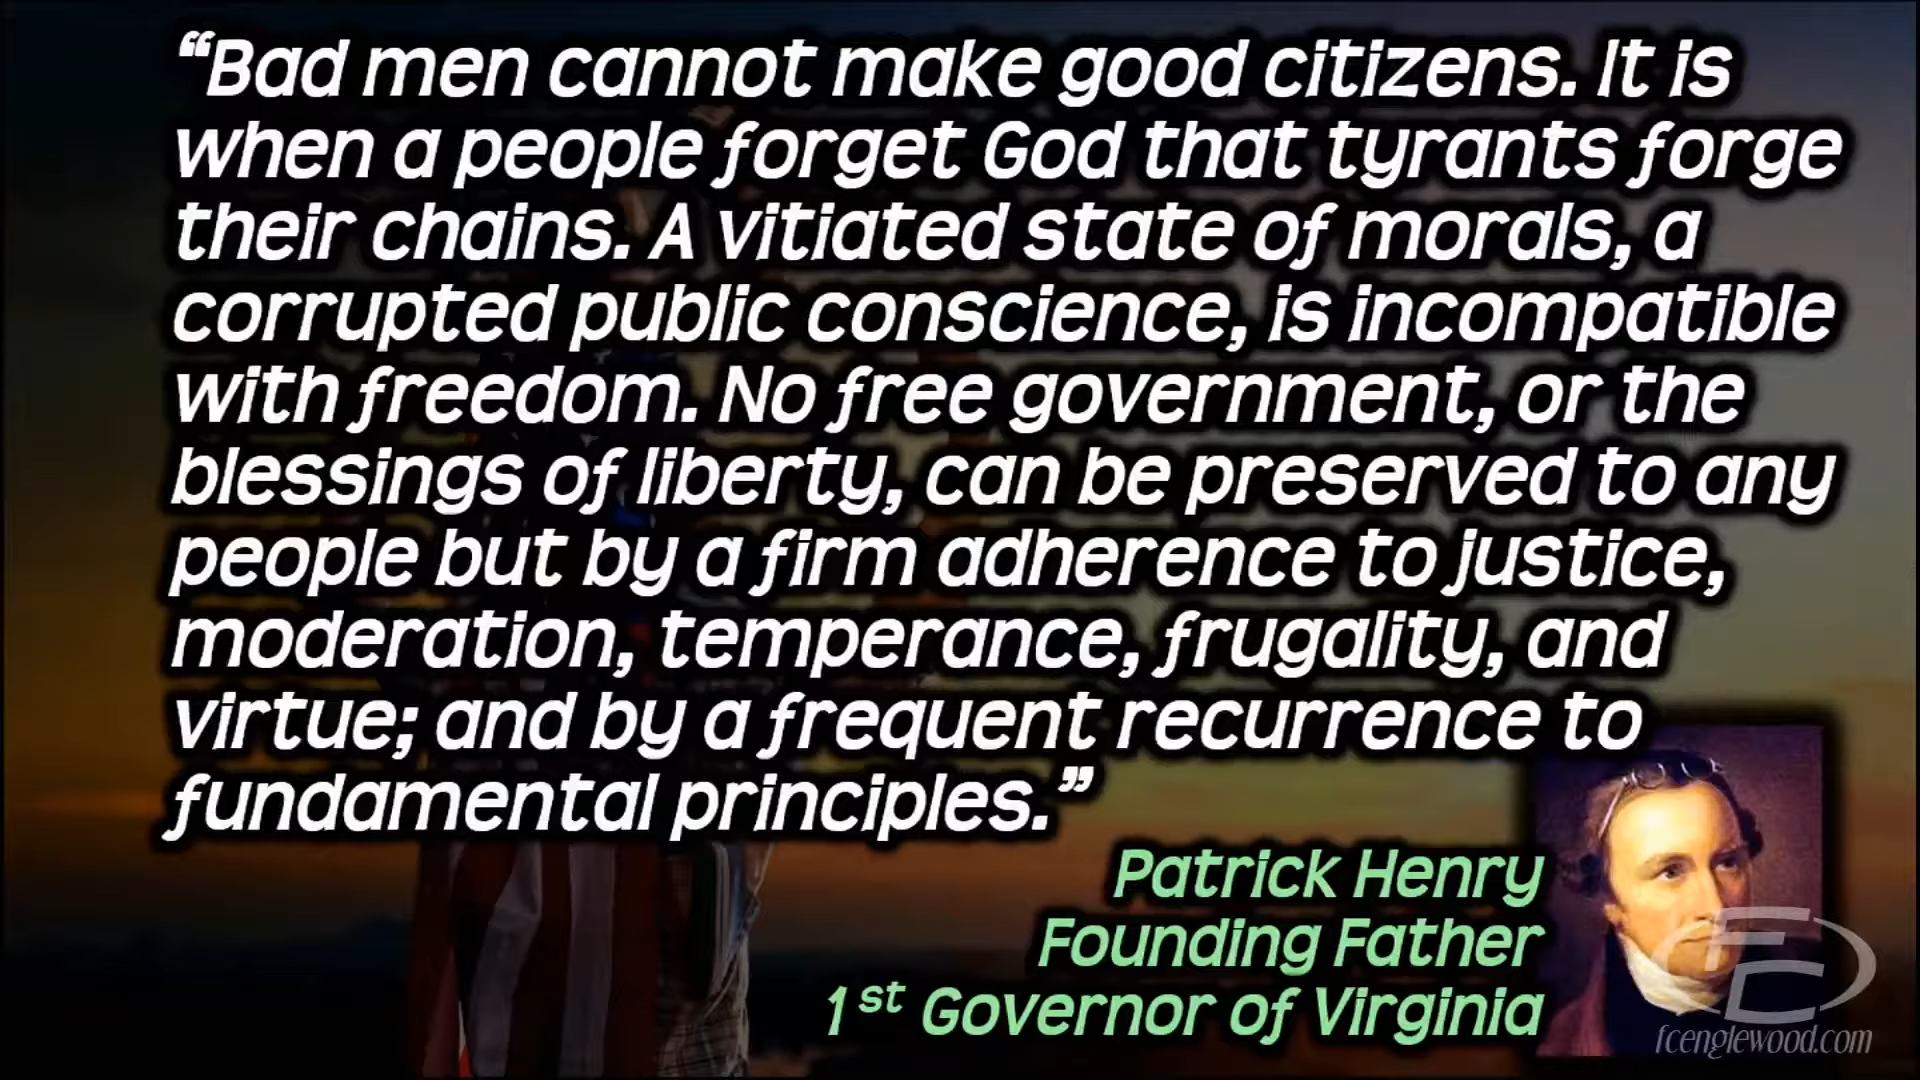 “Bad men cannot make good citizens. It is
when a people forget God that tyrants forge
their chains. A vitiated state of morals, a
corrupted public conscience, is incompatible
with freedom. No free government, or the
blessings of liberty, can be preserved to any
people but by a firm adherence to justice,
moderation, temperance, frugality, and
virtue; and by a frequent recurrence to
fundamental principles.”
Patrick Henry
Founding Father
1st Governor of Virginia
FC
fcenglewood.com